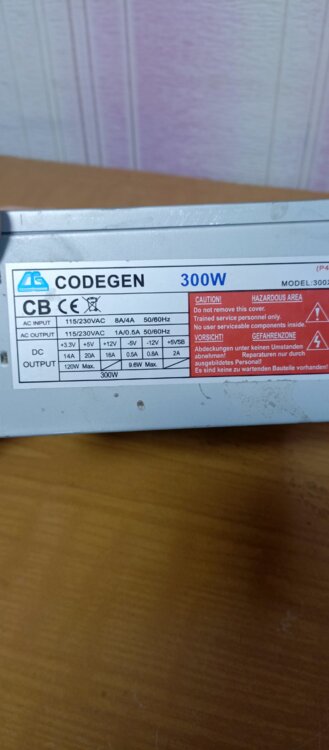 CG CODEGEN 300W (P4
MODEL:300
CB CE
AC INPUT 115/230VAC 8A/4A 50/60Hz
AC OUTPUT 115/230VAC 1A/0.5A 50/60Hz
DC OUTPUT +3.3V +5V +12V -5V -12V +5VSB
14A 20A 16A 0.5A 0.8A 2A
120W Max. 9.6W Max.
300W
CAUTION! HAZARDOUS AREA
Do not remove this cover.
Trained service personnel only.
No user serviceable components inside.
VORSICHT! GEFAHRENZONE
Abdeckung unter keinen Umständen
abnehmen! Reparaturen nur durch
ausgebildetes Personal!
Es sind keine zu wartenden Bauteile vorhanden!